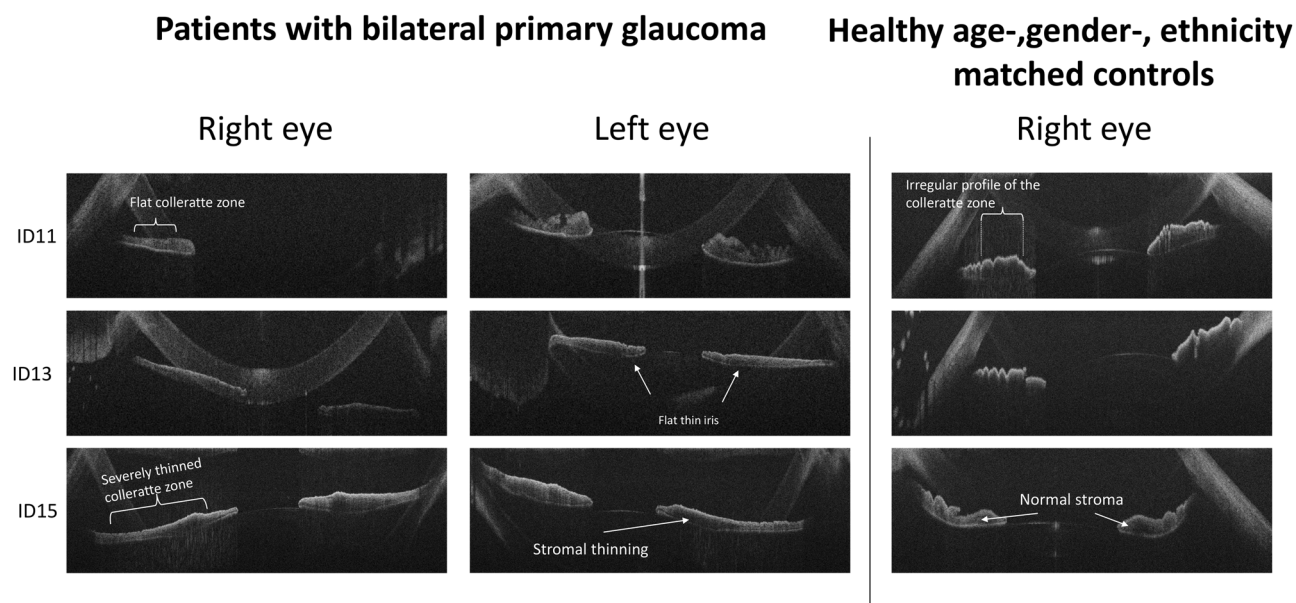 Patients with bilateral primary glaucoma
Healthy age-,gender-, ethnicity
matched controls
Right eye
Left eye
Right eye
ID11
Flat colleratte zone
Irregular profile of the
colleratte zone
ID13
Flat thin iris
ID15
Severely thinned
colleratte zone
Stromal thinning
Normal stroma